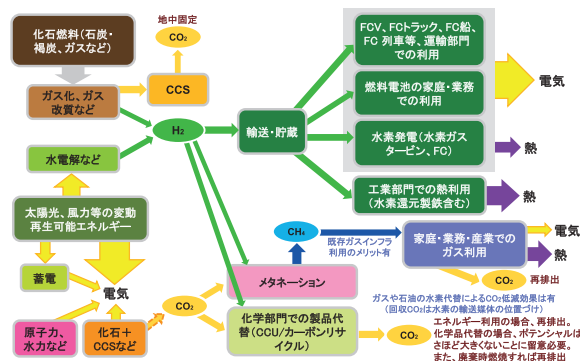 化石燃料(石炭・
褐炭、ガスなど)
地中固定
CO₂
ガス化、ガス
改質など
CCS
H₂
輸送・貯蔵
FCV、FCトラック、FC船、
FC 列車等、運輸部門
での利用
燃料電池の家庭・業務
での利用
水素発電(水素ガス
タービン、FC)
電気
熱
水電解など
工業部門での熱利用
(水素還元製鉄含む)
熱
太陽光、風力等の変動
再生可能エネルギー
CH₄
既存ガスインフラ
利用のメリット有
家庭・業務・産業での
ガス利用
電気
熱
蓄電
電気
CO₂
メタネーション
CO₂
再排出
ガスや石油の水素代替によるCO₂低減効果は有
(回収CO₂は水素の輸送媒体の位置づけ)
原子力、
水力など
化石+
CCSなど
化学部門での製品代
替(CCU/カーボンリサ
イクル)
CO₂
エネルギー利用の場合、再排出。
化学品代替の場合、ポテンシャルは
さほど大きくないことに留意必要。
また、廃棄時燃焼すれば再排出